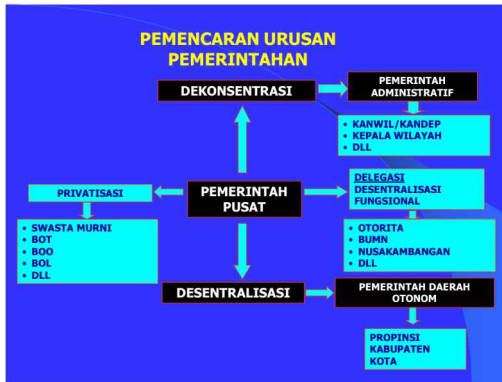 PEMENCARAN URUSAN
PEMERINTAHAN
DEKONSENTRASI
PEMERINTAH
ADMINISTRATIF
• KANWIL/KANDEP
• KEPALA WILAYAH
• DLL
PRIVATISASI
PEMERINTAH
PUSAT
DELEGASI
DESENTRALISASI
FUNGSIONAL
• SWASTA MURNI
• BOT
• BOO
• BOL
• DLL
• OTORITA
• BUMN
• NUSAKAMBANGAN
• DLL
DESENTRALISASI
PEMERINTAH DAERAH
OTONOM
PROPINSI
KABUPATEN
KOTA